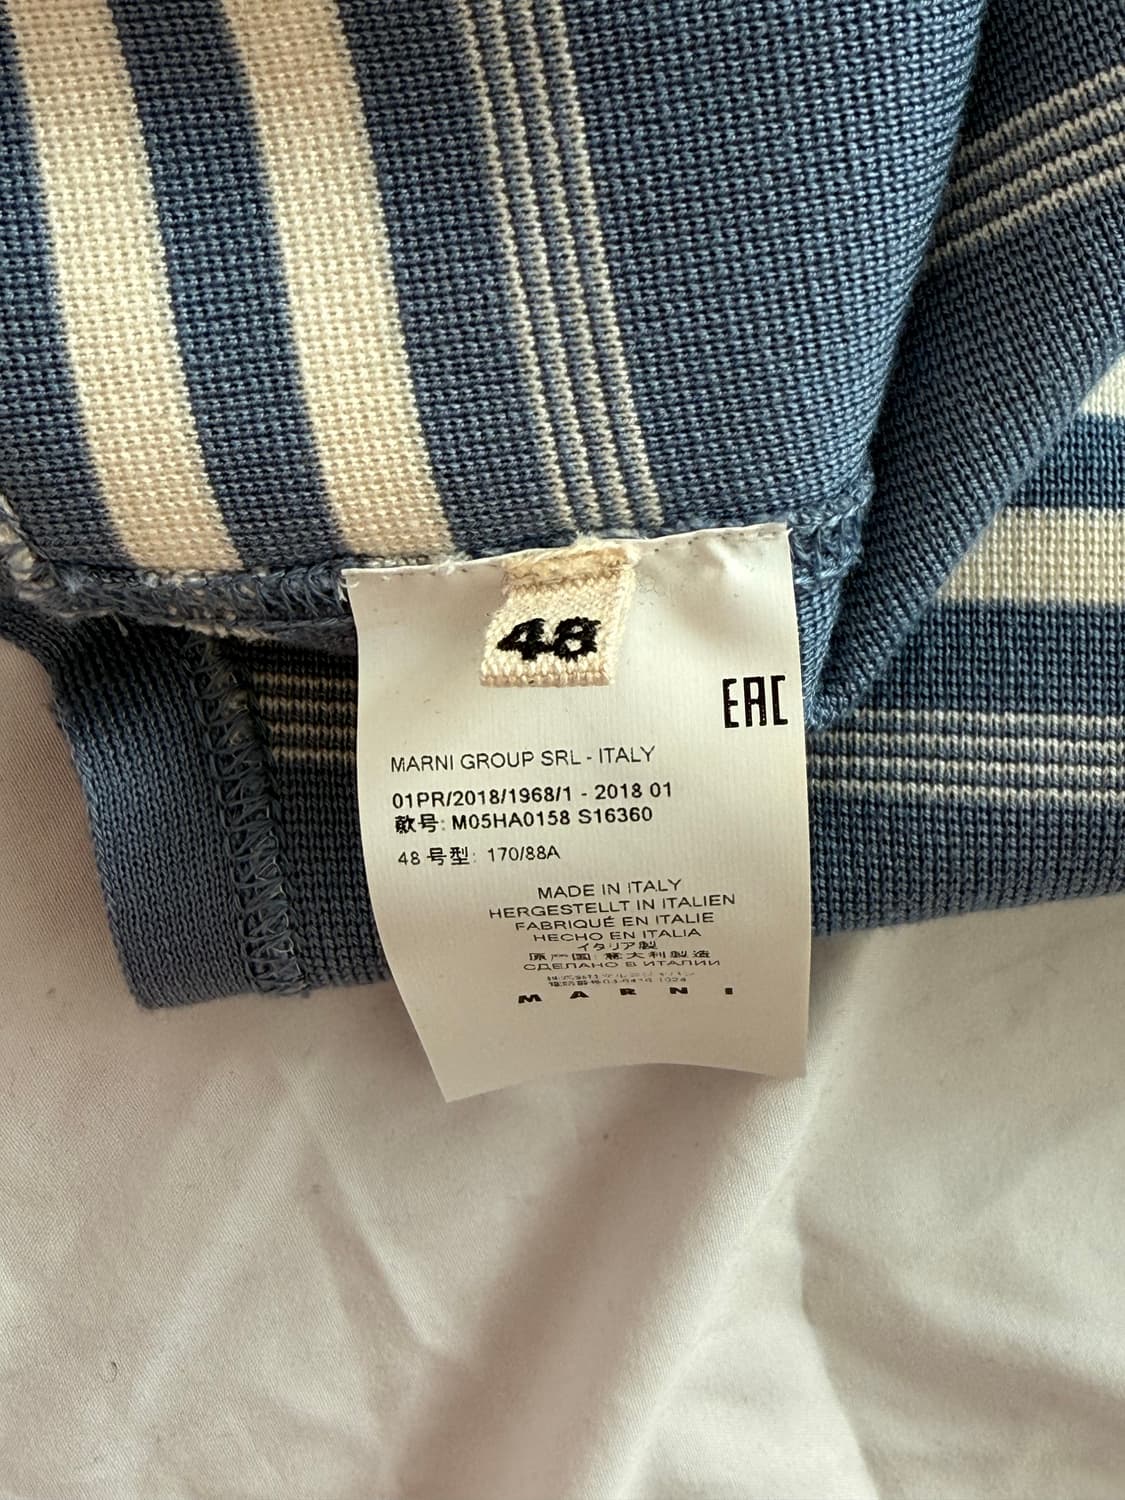 48
EAC
MARNI GROUP SRL - ITALY
01PR/2018/1968/1 - 2018 01
款号: M05HA0158 S16360
48 号型: 170/88A
MADE IN ITALY
HERGESTELLT IN ITALIEN
FABRIQUÉ EN ITALIE
HECHO EN ITALIA
イタリア製
原产国: 意大利製造
СДЕЛАНО В ИТАЛИИ
M A R N I